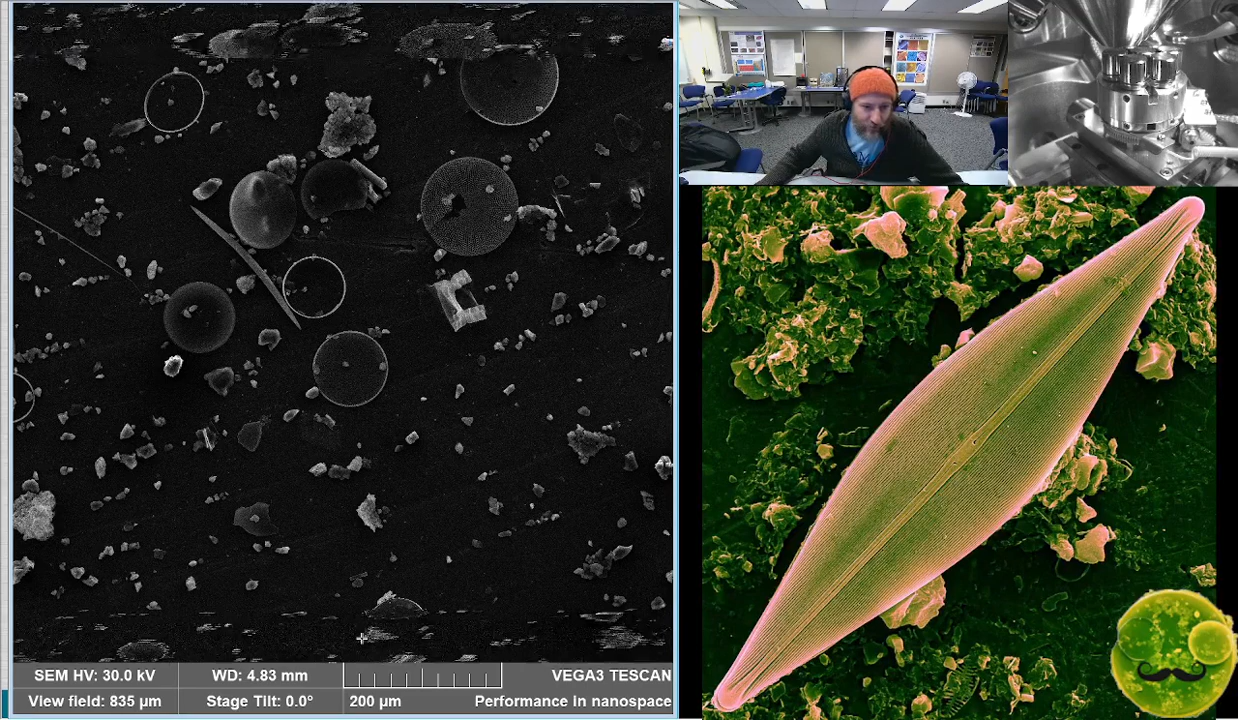 SEM HV: 30.0 kV
WD: 4.83 mm
VEGA3 TESCAN
View field: 835 µm
Stage Tilt: 0.0°
200 µm
Performance in nanospace